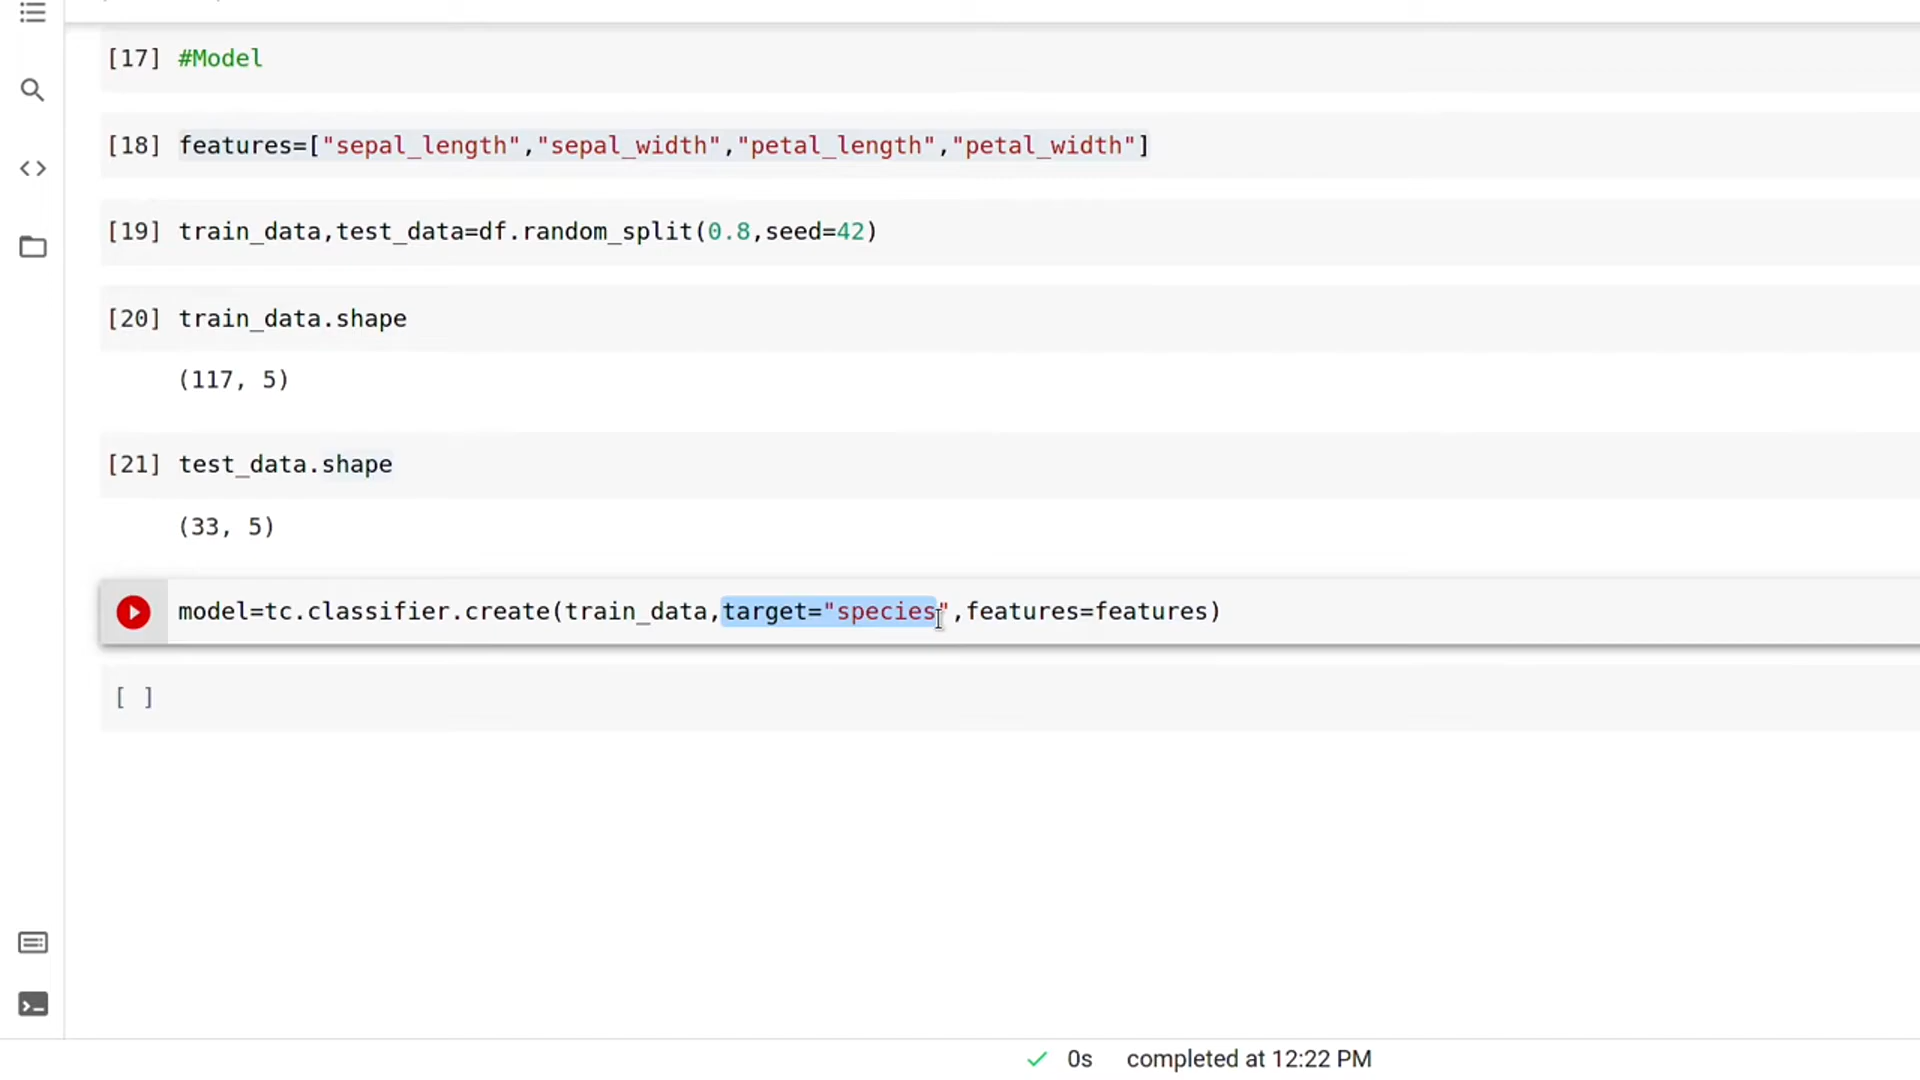 [17] #Model
[18] features=["sepal_length","sepal_width","petal_length","petal_width"]
[19] train_data,test_data=df.random_split(0.8,seed=42)
[20] train_data.shape
(117, 5)
[21] test_data.shape
(33, 5)
model=tc.classifier.create(train_data,target="species",features=features)
[ ]
0s completed at 12:22 PM